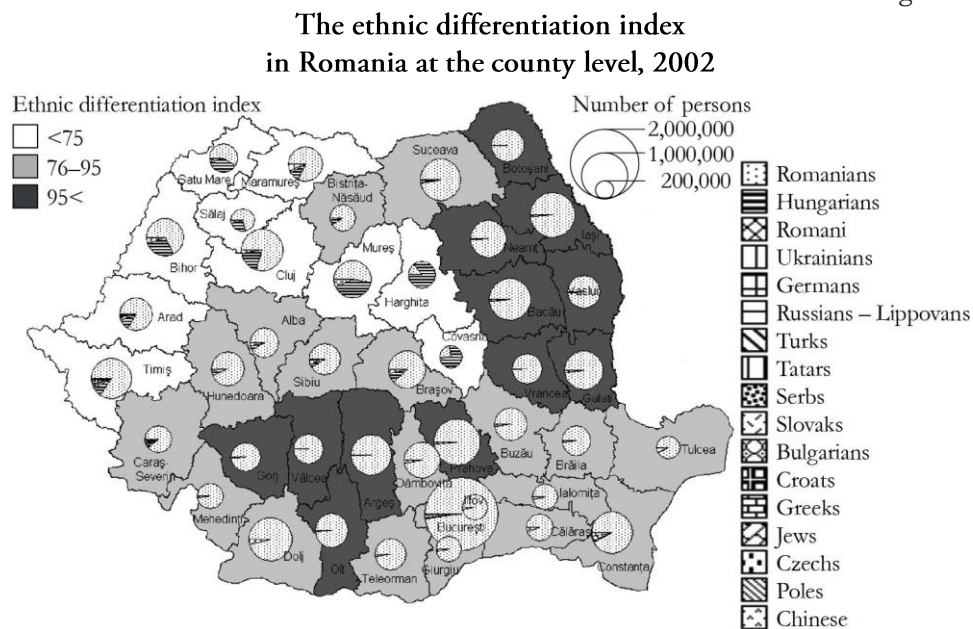 The ethnic differentiation index
in Romania at the county level, 2002
Ethnic differentiation index
<75
76–95
95<
Number of persons
2,000,000
1,000,000
200,000
Romanians
Hungarians
Romani
Ukrainians
Germans
Russians – Lippovans
Turks
Tatars
Serbs
Slovaks
Bulgarians
Croats
Greeks
Jews
Czechs
Poles
Chinese
Satu Mare
Maramureș
Suceava
Botoșani
Bistrița-
Năsăud
Sălaj
Bihor
Cluj
Mureș
Harghita
Neamț
Iași
Bacău
Vaslui
Arad
Alba
Covasna
Timiș
Hunedoara
Sibiu
Brașov
Vrancea
Galați
Caraș-
Severin
Gorj
Vâlcea
Argeș
Dâmbovița
Prahova
Buzău
Brăila
Tulcea
Mehedinți
Dolj
Olt
Teleorman
Giurgiu
Ilfov
București
Ialomița
Călărași
Constanța